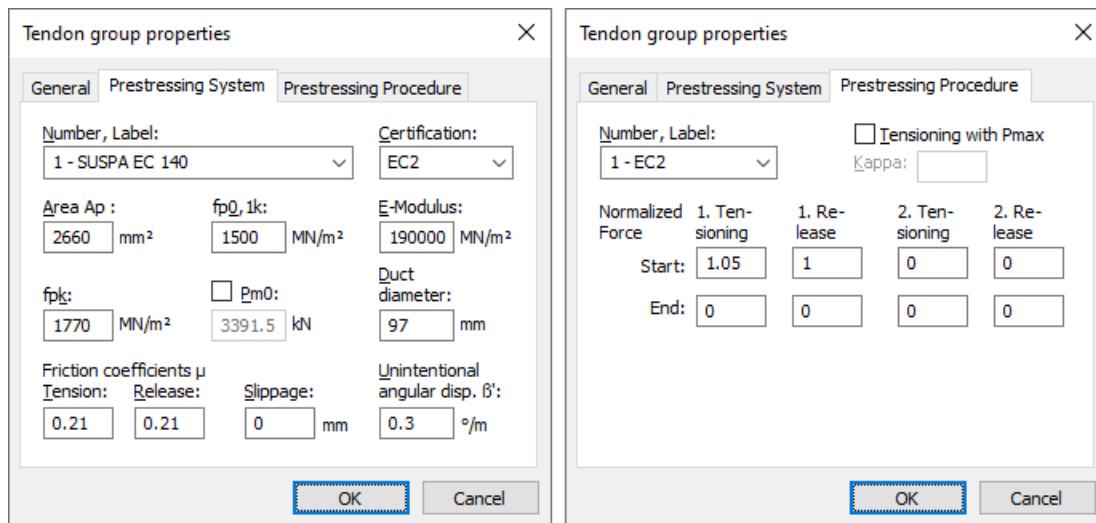 Tendon group properties
General Prestressing System Prestressing Procedure
Number, Label: Certification:
1 - SUSPA EC 140 EC2
Area Ap : fp0,1k: E-Modulus:
2660 mm² 1500 MN/m² 190000 MN/m²
Duct
fpk: Pm0: diameter:
1770 MN/m² 3391.5 kN 97 mm
Friction coefficients µ Unintentional
Tension: Release: Slippage: angular disp. ß':
0.21 0.21 0 mm 0.3 °/m
OK Cancel
Tendon group properties
General Prestressing System Prestressing Procedure
Number, Label: Tensioning with Pmax
1 - EC2 Kappa:
Normalized 1. Ten- 1. Re- 2. Ten- 2. Re-
Force sioning lease sioning lease
Start: 1.05 1 0 0
End: 0 0 0 0
OK Cancel